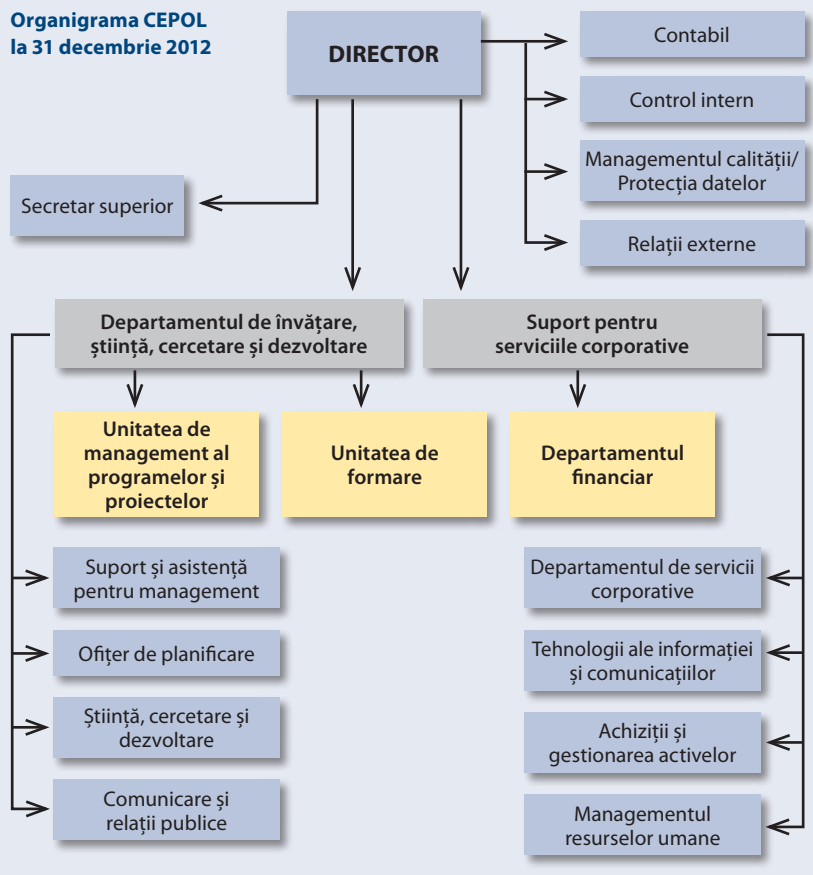 Organigrama CEPOL
la 31 decembrie 2012
DIRECTOR
Contabil
Control intern
Managementul calității/
Protecția datelor
Relații externe
Secretar superior
Departamentul de învățare,
știință, cercetare și dezvoltare
Suport pentru
serviciile corporative
Unitatea de
management al
programelor și
proiectelor
Unitatea de
formare
Departamentul
financiar
Suport și asistență
pentru management
Ofițer de planificare
Știință, cercetare și
dezvoltare
Comunicare și
relații publice
Departamentul de servicii
corporative
Tehnologii ale informației
și comunicațiilor
Achiziții și
gestionarea activelor
Managementul
resurselor umane